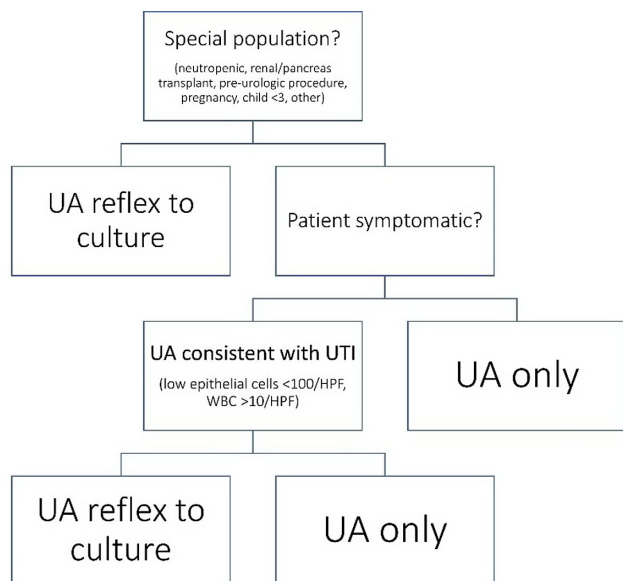 Special population?
(neutropenic, renal/pancreas
transplant, pre-urologic procedure,
pregnancy, child <3, other)
UA reflex to
culture
Patient symptomatic?
UA consistent with UTI
(low epithelial cells <100/HPF,
WBC >10/HPF)
UA only
UA reflex to
culture
UA only